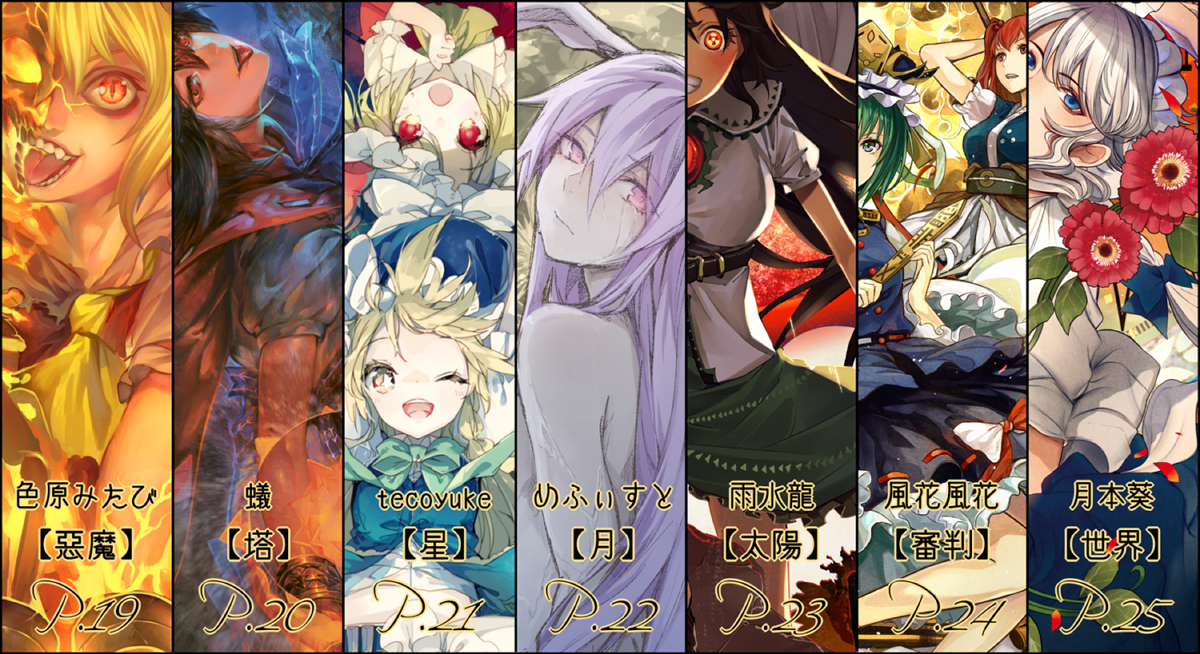 色原みたび
【惡魔】
P.19
蟻
【塔】
P.20
tecoyuke
【星】
P.21
めふぃすと
【月】
P.22
雨水龍
【太陽】
P.23
風花風花
【審判】
P.24
月本葵
【世界】
P.25